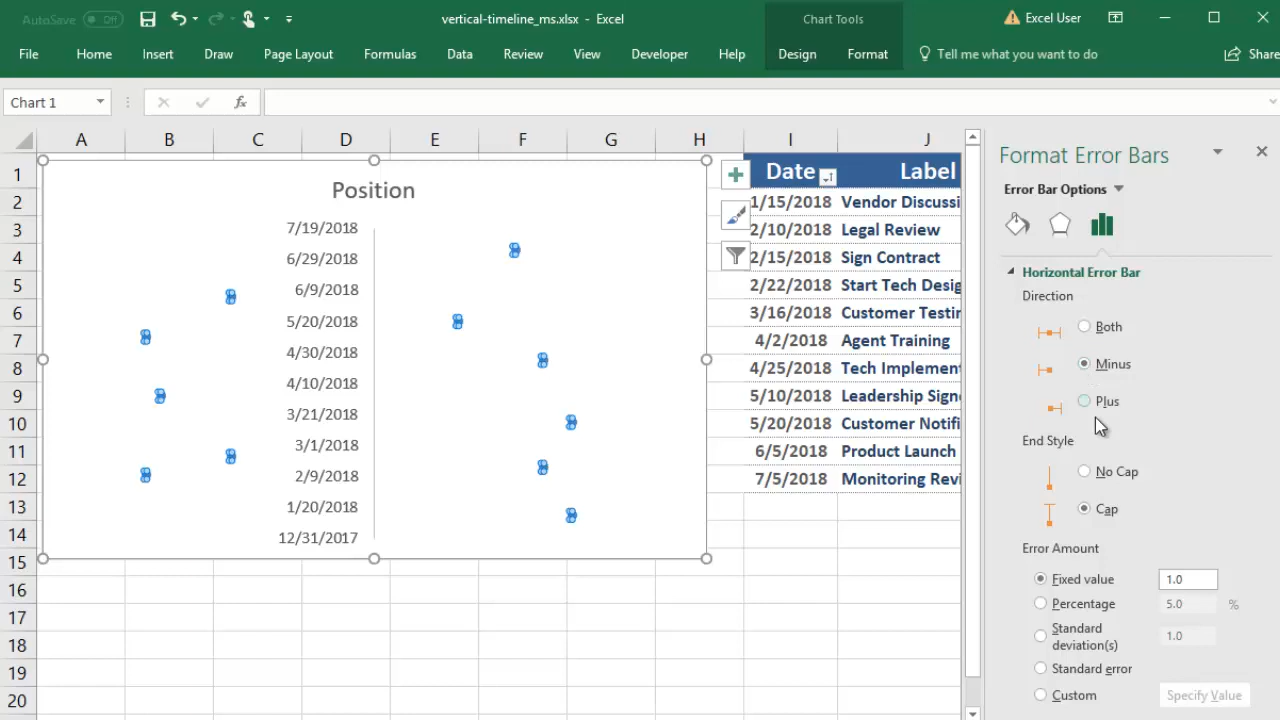 AutoSave Off vertical-timeline_ms.xlsx - Excel Chart Tools Excel User
File Home Insert Draw Page Layout Formulas Data Review View Developer Help Design Format Tell me what you want to do Share
Chart 1 fx
A B C D E F G H I J
1 Date Label
2 1/15/2018 Vendor Discussi
3 2/10/2018 Legal Review
4 2/15/2018 Sign Contract
5 2/22/2018 Start Tech Desig
6 3/16/2018 Customer Testin
7 4/2/2018 Agent Training
8 4/25/2018 Tech Implement
9 5/10/2018 Leadership Sign
10 5/20/2018 Customer Notifi
11 6/5/2018 Product Launch
12 7/5/2018 Monitoring Revi
13
14
15
16
17
18
19
20
Position
7/19/2018
6/29/2018
6/9/2018
5/20/2018
4/30/2018
4/10/2018
3/21/2018
3/1/2018
2/9/2018
1/20/2018
12/31/2017
Format Error Bars
Error Bar Options
Horizontal Error Bar
Direction
Both
Minus
Plus
End Style
No Cap
Cap
Error Amount
Fixed value 1.0
Percentage 5.0 %
Standard
deviation(s) 1.0
Standard error
Custom Specify Value